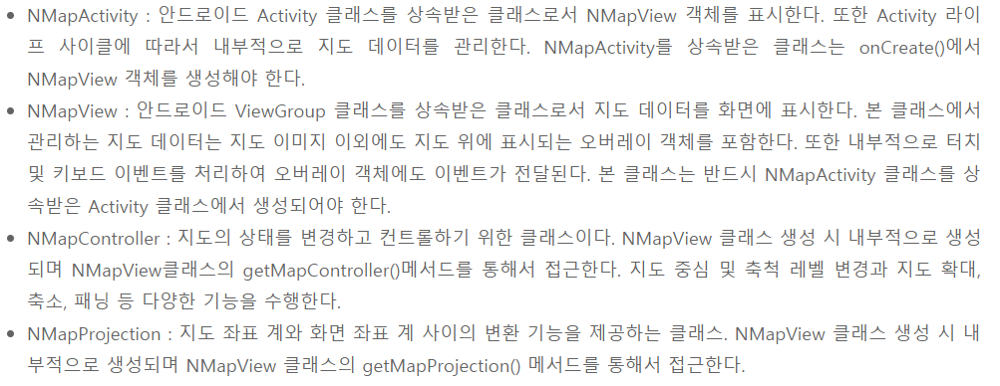 • NMapActivity : 안드로이드 Activity 클래스를 상속받은 클래스로서 NMapView 객체를 표시한다. 또한 Activity 라이
프 사이클에 따라서 내부적으로 지도 데이터를 관리한다. NMapActivity를 상속받은 클래스는 onCreate()에서
NMapView 객체를 생성해야 한다.
• NMapView : 안드로이드 ViewGroup 클래스를 상속받은 클래스로서 지도 데이터를 화면에 표시한다. 본 클래스에서
관리하는 지도 데이터는 지도 이미지 이외에도 지도 위에 표시되는 오버레이 객체를 포함한다. 또한 내부적으로 터치
및 키보드 이벤트를 처리하여 오버레이 객체에도 이벤트가 전달된다. 본 클래스는 반드시 NMapActivity 클래스를 상
속받은 Activity 클래스에서 생성되어야 한다.
• NMapController : 지도의 상태를 변경하고 컨트롤하기 위한 클래스이다. NMapView 클래스 생성 시 내부적으로 생성
되며 NMapView클래스의 getMapController()메서드를 통해서 접근한다. 지도 중심 및 축척 레벨 변경과 지도 확대,
축소, 패닝 등 다양한 기능을 수행한다.
• NMapProjection : 지도 좌표 계와 화면 좌표 계 사이의 변환 기능을 제공하는 클래스. NMapView 클래스 생성 시 내
부적으로 생성되며 NMapView 클래스의 getMapProjection() 메서드를 통해서 접근한다.